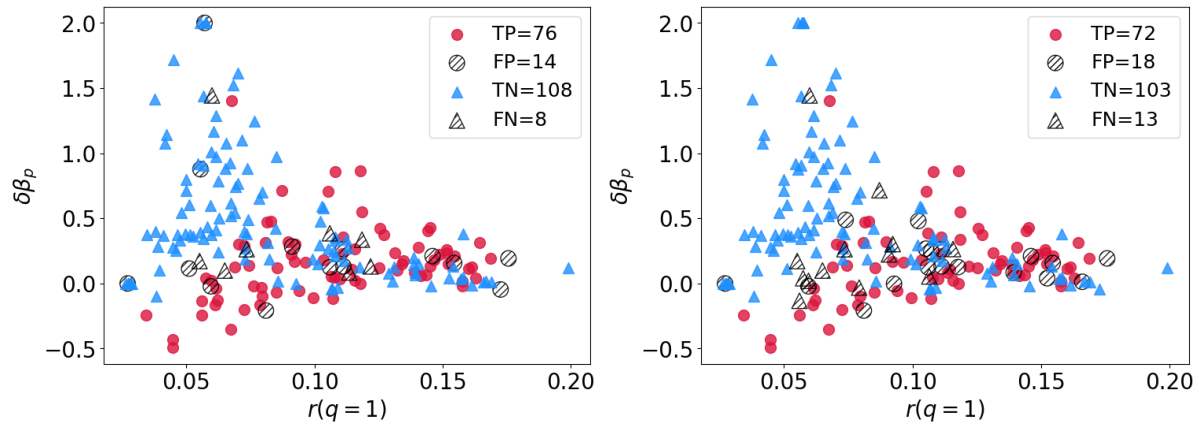 2.0
1.5
1.0
0.5
0.0
−0.5
δβp
0.05
0.10
0.15
0.20
r(q = 1)
TP=76
FP=14
TN=108
FN=8
2.0
1.5
1.0
0.5
0.0
−0.5
δβp
0.05
0.10
0.15
0.20
r(q = 1)
TP=72
FP=18
TN=103
FN=13